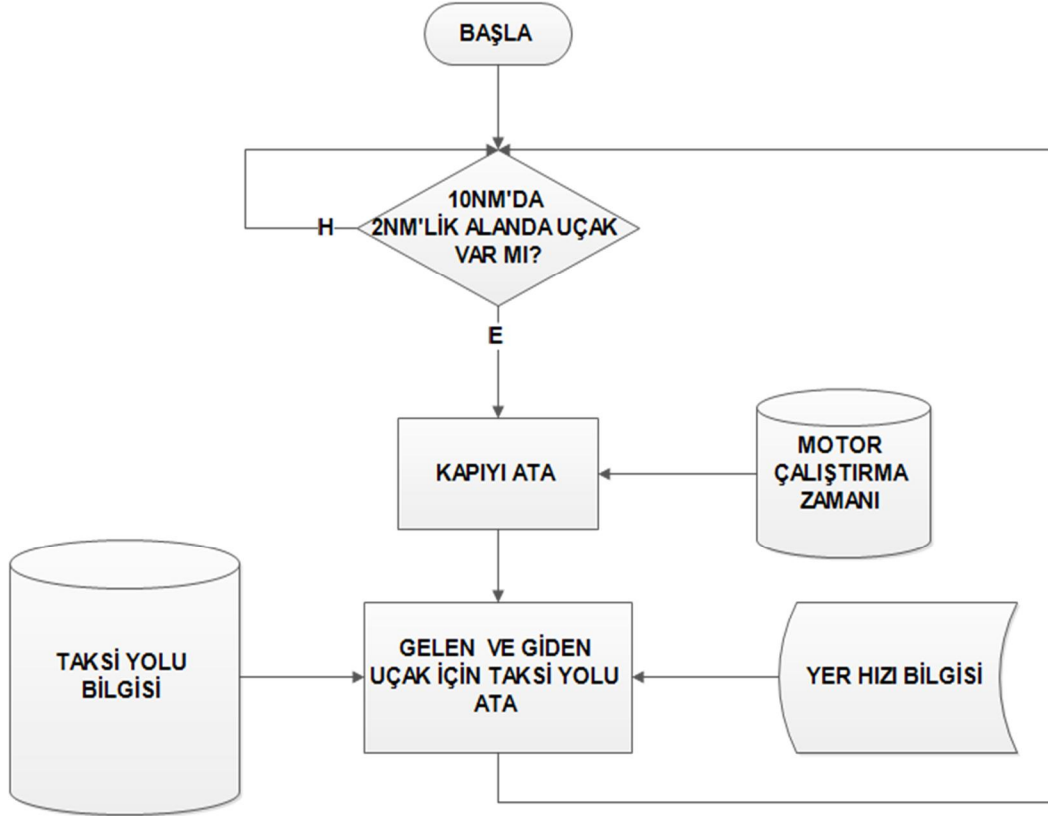 BAŞLA
10NM'DA
2NM'LİK ALANDA UÇAK
VAR MI?
H
E
KAPIYI ATA
MOTOR
ÇALIŞTIRMA
ZAMANI
TAKSİ YOLU
BİLGİSİ
GELEN VE GİDEN
UÇAK İÇİN TAKSİ YOLU
ATA
YER HIZI BİLGİSİ